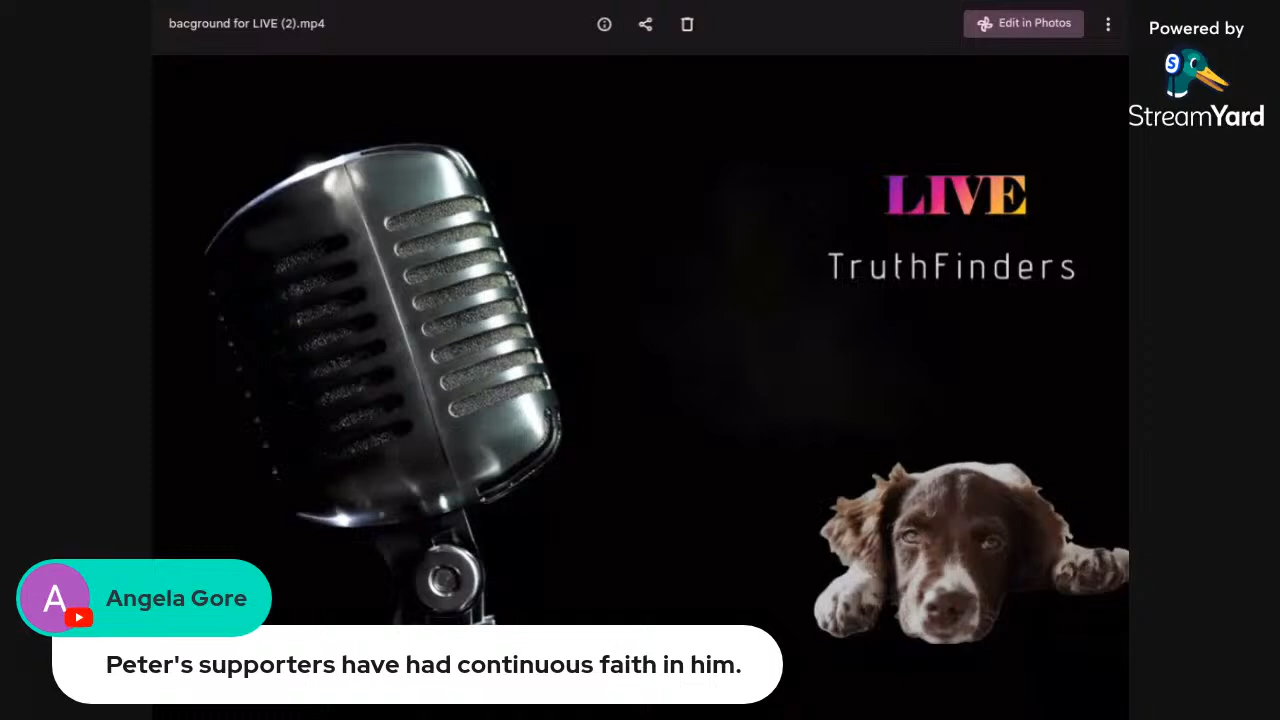 bacground for LIVE (2).mp4
Edit in Photos
Powered by
S
StreamYard
LIVE
TruthFinders
A
Angela Gore
Peter's supporters have had continuous faith in him.